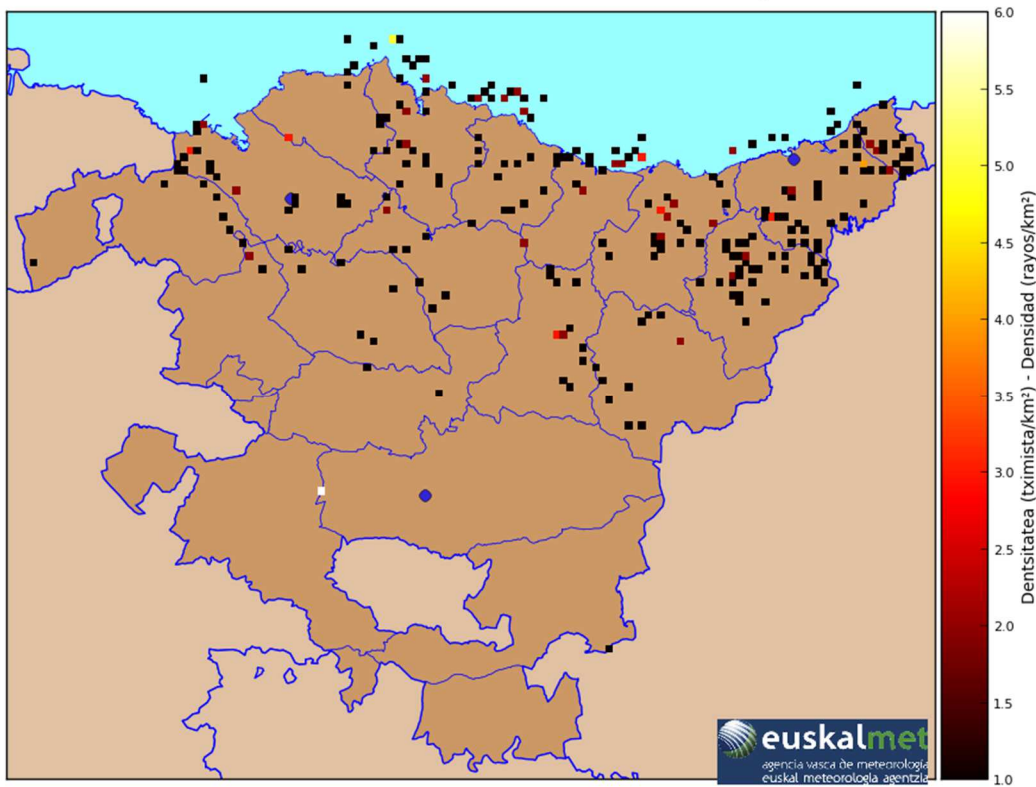 6.0
5.5
5.0
4.5
4.0
3.5
3.0
2.5
2.0
1.5
1.0
Dentsitatea (tximista/km²) - Densidad (rayos/km²)
euskalmet
agencia vasca de meteorología
euskal meteorologia agentzia